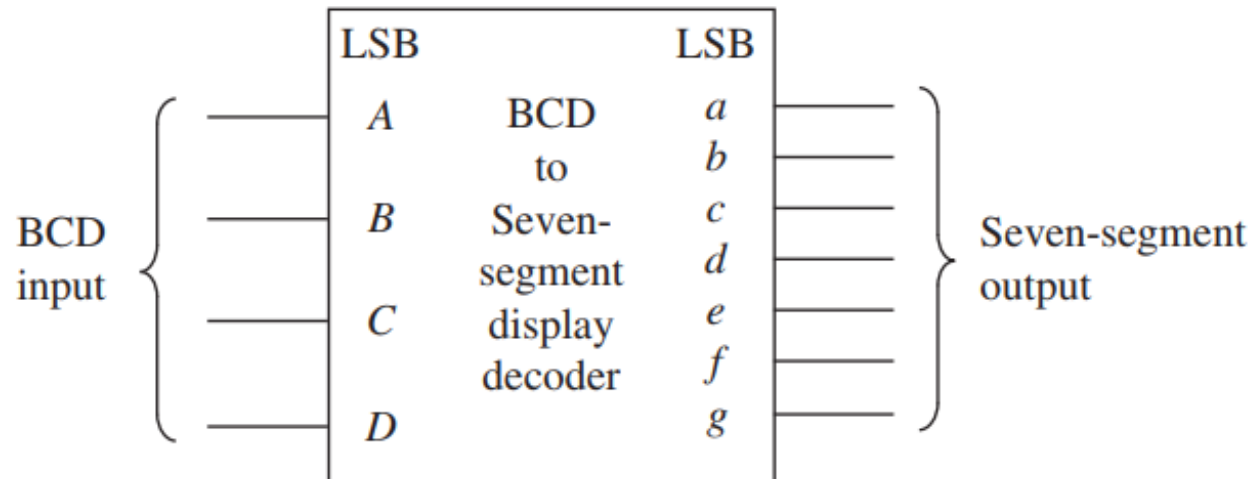 LSB
LSB
A
B
C
D
BCD
to
Seven-
segment
display
decoder
a
b
c
d
e
f
g
BCD
input
Seven-segment
output